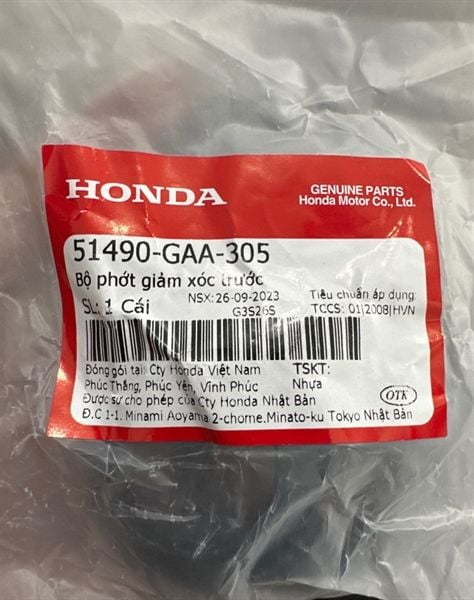 HONDA
GENUINE PARTS
Honda Motor Co., Ltd.
51490-GAA-305
Bộ phớt giảm xóc trước
SL: 1 Cái
NSX: 26-09-2023
G3S26S
Tiêu chuẩn áp dụng:
TCCS: 01|2008|HVN
Đóng gói tại: Cty Honda Việt Nam
Phúc Thắng, Phúc Yên, Vĩnh Phúc
TSKT:
Nhựa
Được sự cho phép của Cty Honda Nhật Bản
Đ.C 1-1. Minami Aoyama 2-chome.Minato-ku Tokyo Nhật Bản
OTK